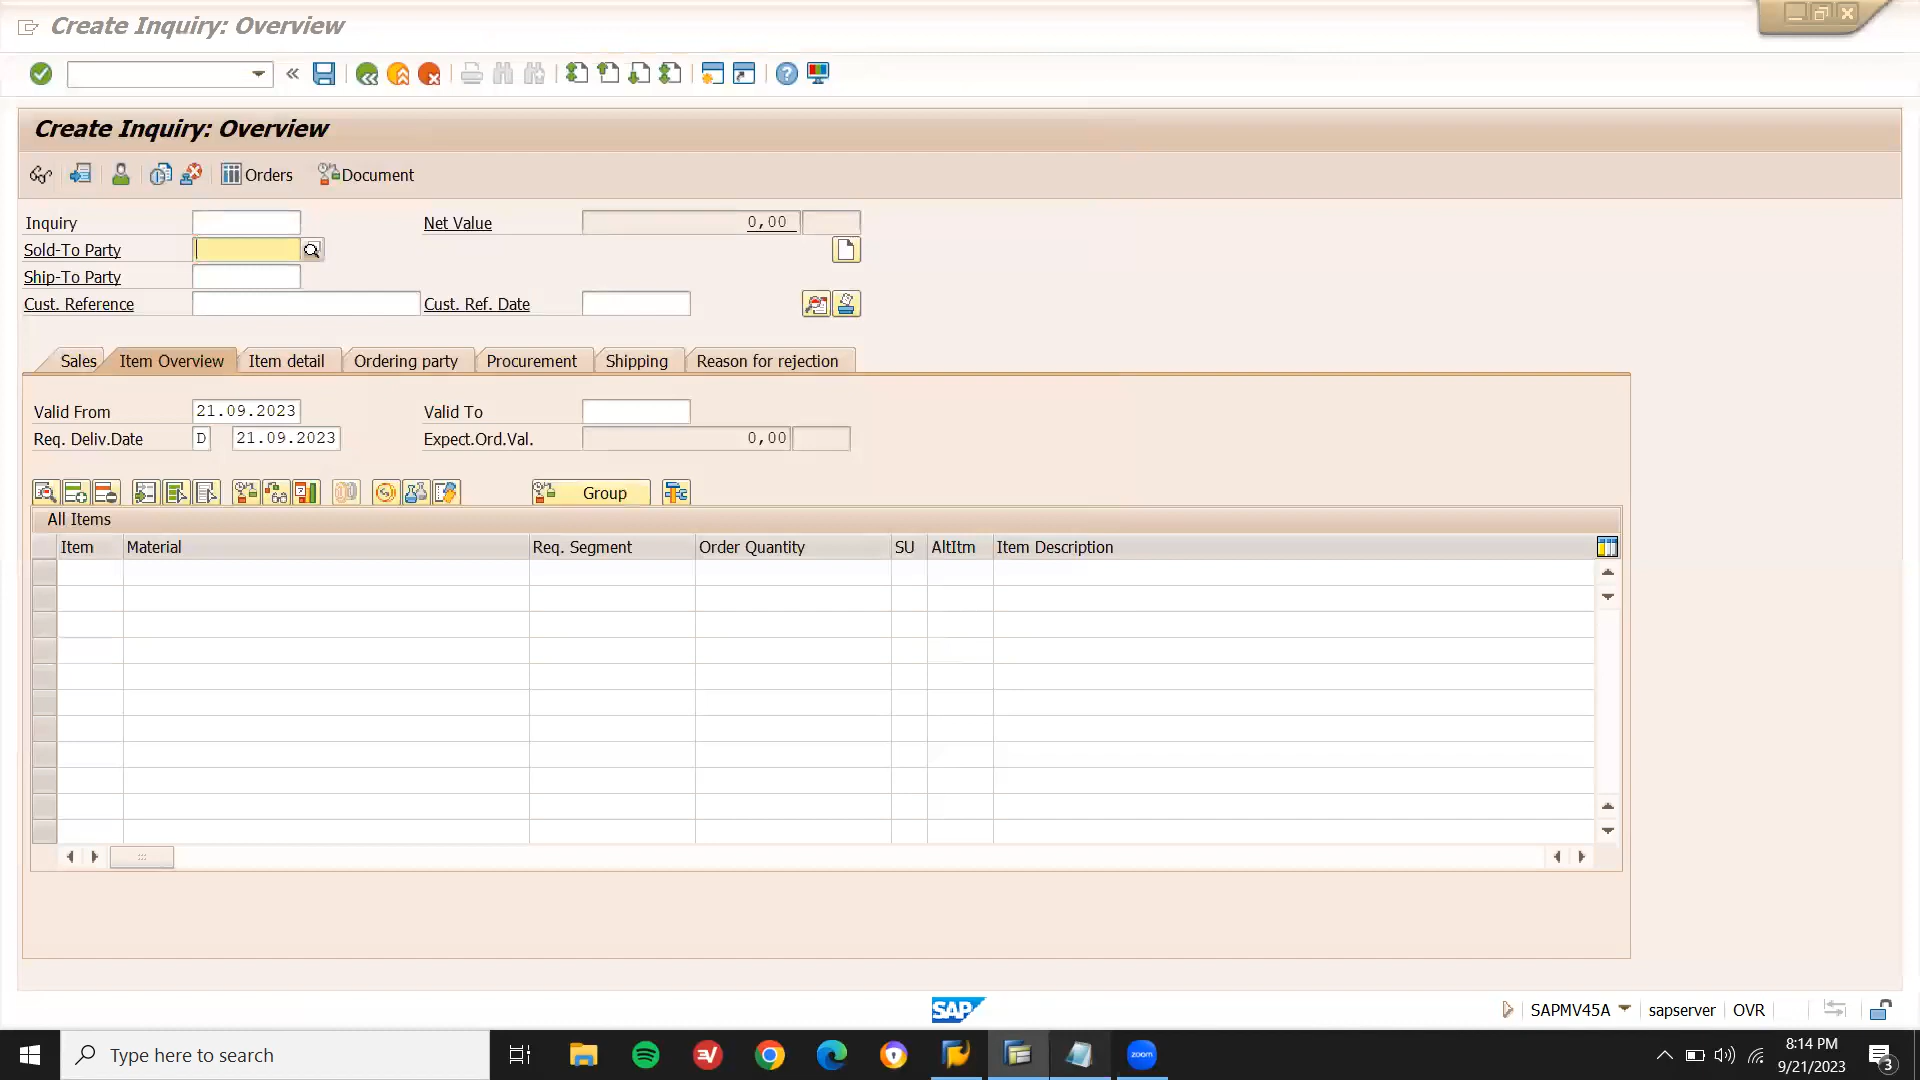 Create Inquiry: Overview
Create Inquiry: Overview
Orders Document
Inquiry Net Value 0,00
Sold-To Party
Ship-To Party
Cust. Reference Cust. Ref. Date
Sales Item Overview Item detail Ordering party Procurement Shipping Reason for rejection
Valid From 21.09.2023 Valid To
Req. Deliv.Date D 21.09.2023 Expect.Ord.Val. 0,00
Group
All Items
Item Material Req. Segment Order Quantity SU AltItm Item Description
SAP SAPMV45A sapserver OVR
Type here to search zoom 8:14 PM
9/21/2023 3